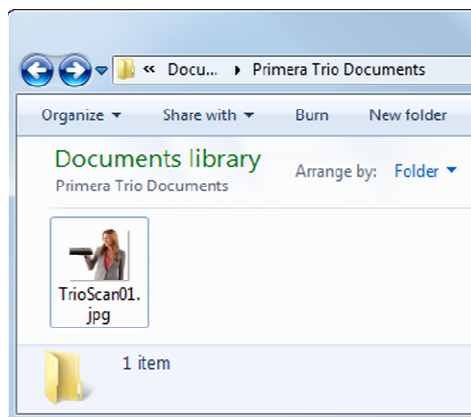 « Docu... ▸ Primera Trio Documents
Organize ▾ Share with ▾ Burn New folder
Documents library
Primera Trio Documents
Arrange by: Folder ▾
TrioScan01.
jpg
1 item